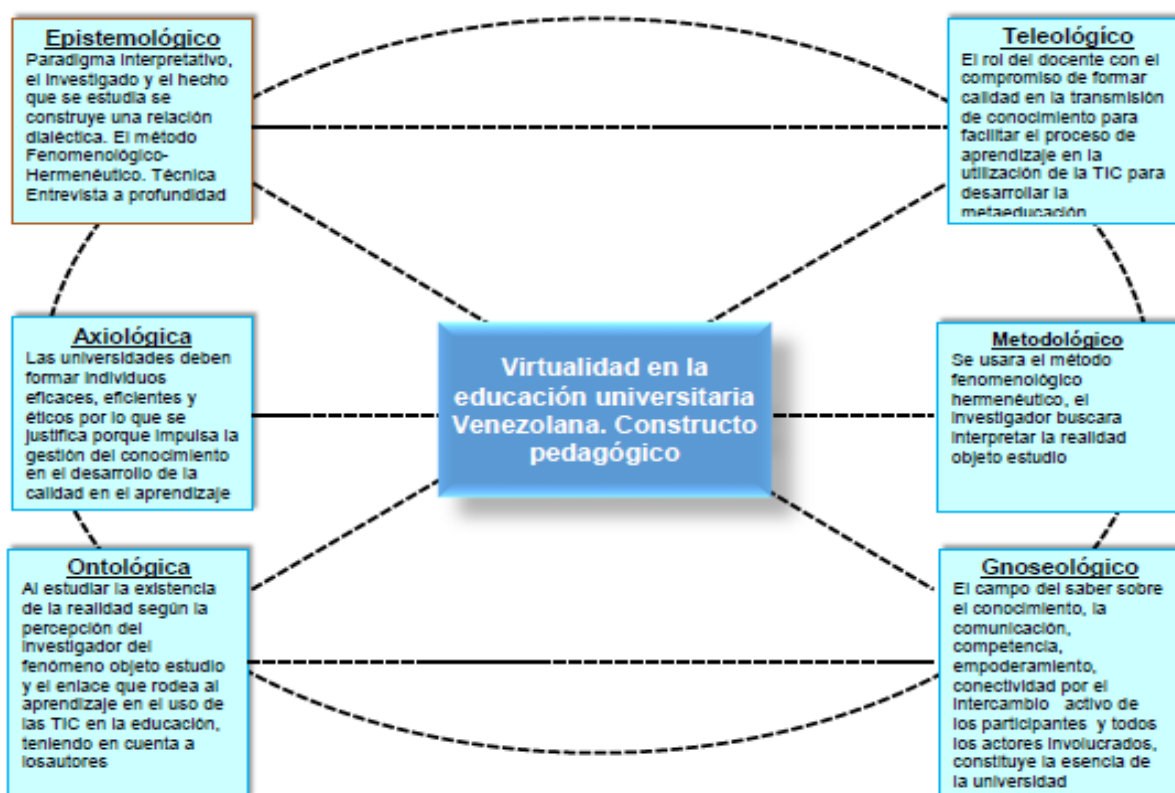 Epistemológico
Paradigma Interpretativo,
el Investigado y el hecho
que se estudia se
construye una relación
dialéctica. El método
Fenomenológico-
Hermenéutico. Técnica
Entrevista a profundidad
Teleológico
El rol del docente con el
compromiso de formar
calidad en la transmisión
de conocimiento para
facilitar el proceso de
aprendizaje en la
utilización de la TIC para
desarrollar la
metaeducación
Axiológica
Las universidades deben
formar individuos
eficaces, eficientes y
éticos por lo que se
justifica porque impulsa la
gestión del conocimiento
en el desarrollo de la
calidad en el aprendizaje
Virtualidad en la
educación universitaria
Venezolana. Constructo
pedagógico
Metodológico
Se usara el método
fenomenológico
hermenéutico, el
investigador buscara
interpretar la realidad
objeto estudio
Ontológica
Al estudiar la existencia
de la realidad según la
percepción del
investigador del
fenómeno objeto estudio
y el enlace que rodea al
aprendizaje en el uso de
las TIC en la educación,
teniendo en cuenta a
losautores
Gnoseológico
El campo del saber sobre
el conocimiento, la
comunicación,
competencia,
empoderamiento,
conectividad por el
intercambio activo de
los participantes y todos
los actores involucrados,
constituye la esencia de
la universidad